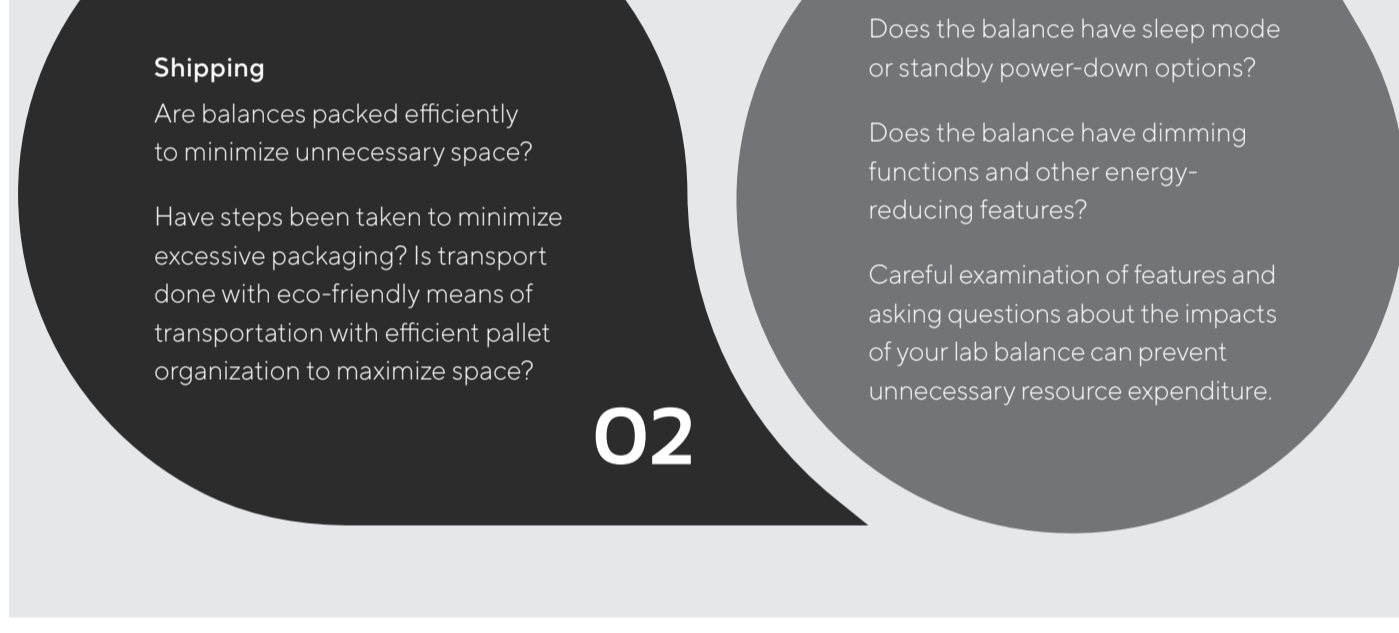 Shipping
Are balances packed efficiently
to minimize unnecessary space?
Have steps been taken to minimize
excessive packaging? Is transport
done with eco-friendly means of
transportation with efficient pallet
organization to maximize space?
02
Does the balance have sleep mode
or standby power-down options?
Does the balance have dimming
functions and other energy-
reducing features?
Careful examination of features and
asking questions about the impacts
of your lab balance can prevent
unnecessary resource expenditure.